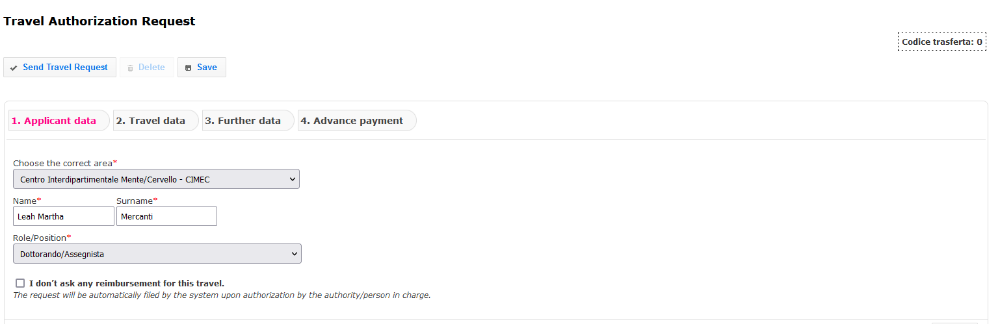 Travel Authorization Request
Codice trasferta: 0
Send Travel Request Delete Save
1. Applicant data 2. Travel data 3. Further data 4. Advance payment
Choose the correct area*
Centro Interdipartimentale Mente/Cervello - CIMEC
Name* Surname*
Leah Martha Mercanti
Role/Position*
Dottorando/Assegnista
I don’t ask any reimbursement for this travel.
The request will be automatically filed by the system upon authorization by the authority/person in charge.